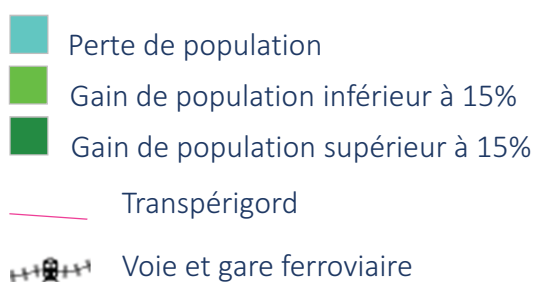 Perte de population
Gain de population inférieur à 15%
Gain de population supérieur à 15%
Transpérigord
Voie et gare ferroviaire